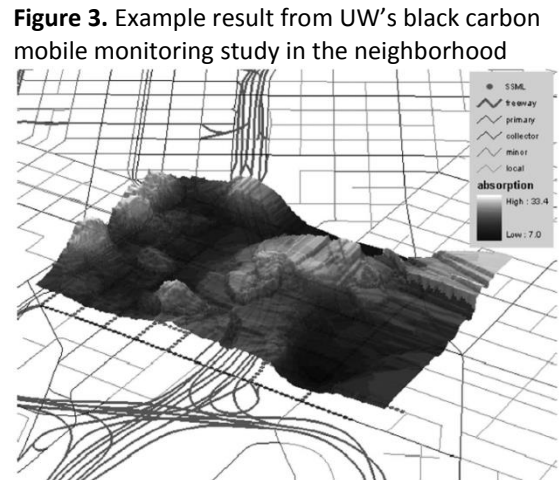 Figure 3. Example result from UW’s black carbon
mobile monitoring study in the neighborhood
SSML
freeway
primary
collector
minor
local
absorption
High : 33.4
Low : 7.0